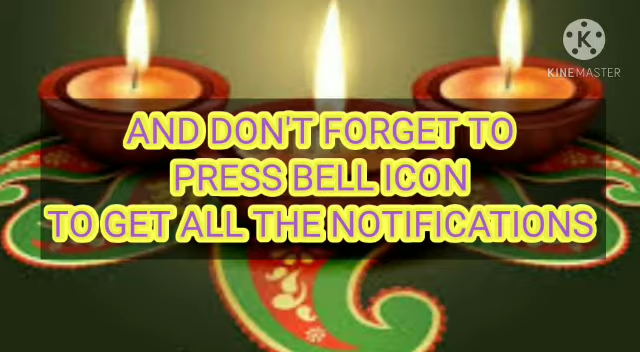 KINEMASTER
AND DON'T FORGET TO
PRESS BELL ICON
TO GET ALL THE NOTIFICATIONS